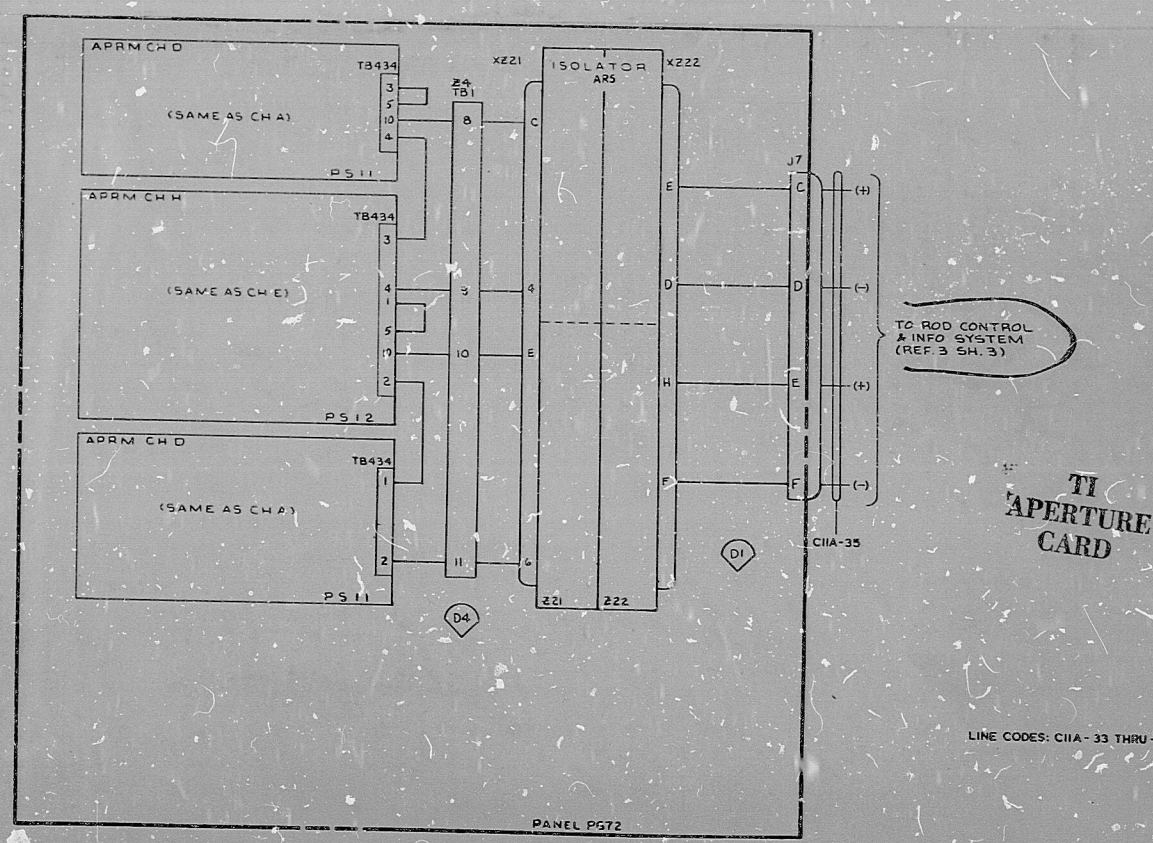 APRM CH D
TB434
3
5
10
4
(SAME AS CH A)
PS11
APRM CH H
TB434
3
4
1
5
10
2
(SAME AS CH E)
PS12
APRM CH D
TB434
1
2
(SAME AS CH A)
PS11
Z4
TB1
8
10
11
D4
XZ21
ISOLATOR
AR5
XZ22
C
4
E
6
E
D
H
F
Z21
Z22
D1
J7
C
D
E
F
(+)
(-)
(+)
(-)
C11A-35
TO ROD CONTROL
& INFO SYSTEM
(REF. 3 SH. 3)
TI
APERTURE
CARD
LINE CODES: C11A-33 THRU -
PANEL P672